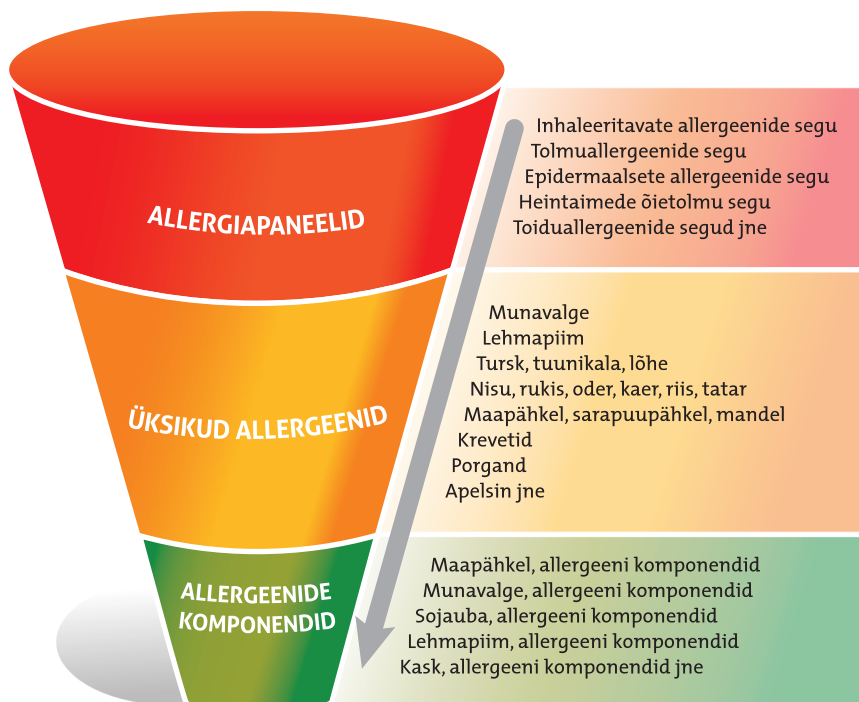 ALLERGIAPANEELID
Inhaleeritavate allergeenide segu
Tolmuallergeenide segu
Epidermaalsete allergeenide segu
Heintaimede õietolmu segu
Toiduallergeenide segud jne
ÜKSIKUD ALLERGEENID
Munavalge
Lehmapiim
Tursk, tuunikala, lõhe
Nisu, rukis, oder, kaer, riis, tatar
Maapähkel, sarapuupähkel, mandel
Krevetid
Porgand
Apelsin jne
ALLERGEENIDE
KOMPONENDID
Maapähkel, allergeeni komponendid
Munavalge, allergeeni komponendid
Sojauba, allergeeni komponendid
Lehmapiim, allergeeni komponendid
Kask, allergeeni komponendid jne